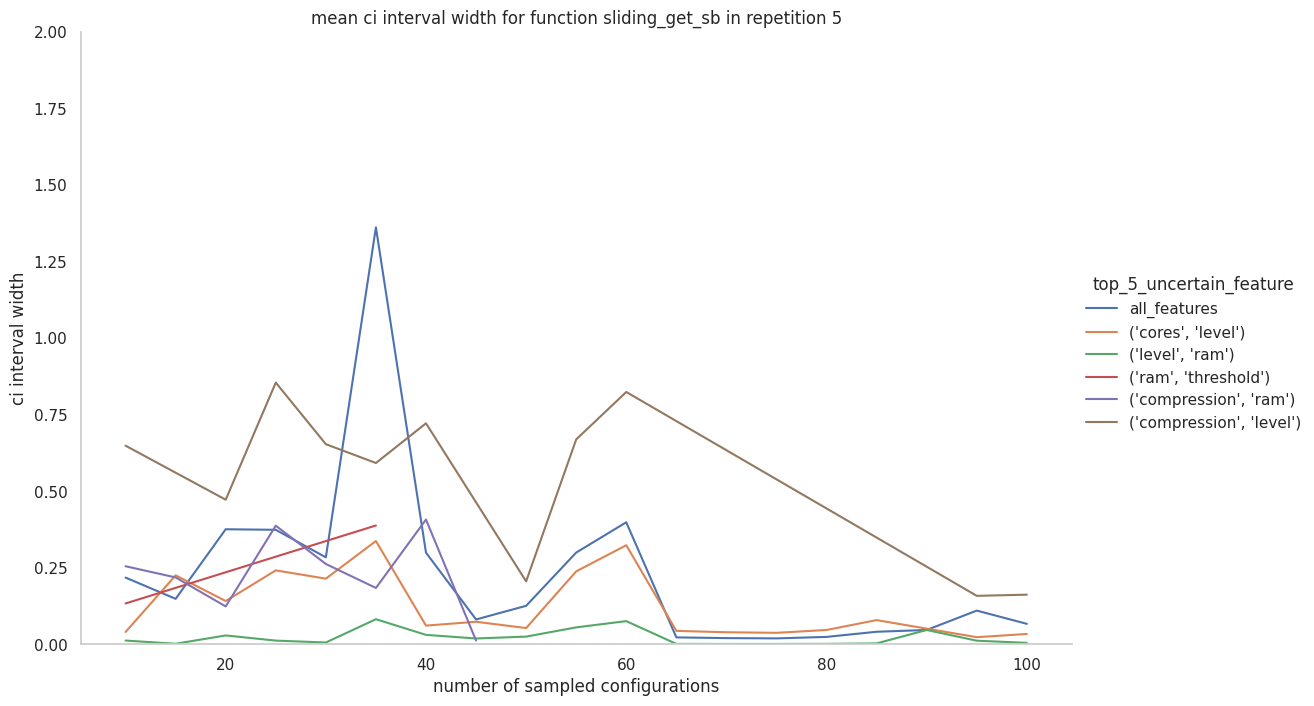 mean ci interval width for function sliding_get_sb in repetition 5
2.00
1.75
1.50
1.25
1.00
0.75
0.50
0.25
0.00
ci interval width
20
40
60
80
100
number of sampled configurations
top_5_uncertain_feature
all_features
('cores', 'level')
('level', 'ram')
('ram', 'threshold')
('compression', 'ram')
('compression', 'level')